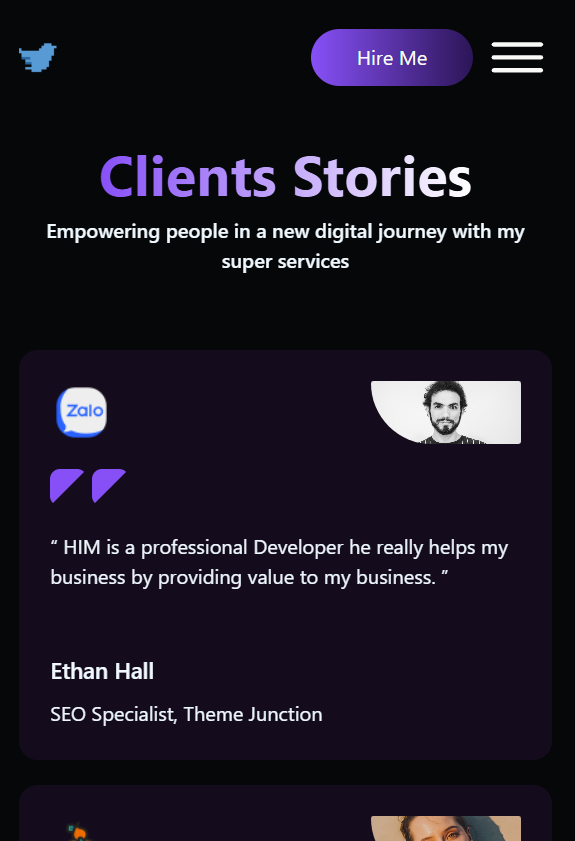 Hire Me
Clients Stories
Empowering people in a new digital journey with my
super services
Zalo
“ HIM is a professional Developer he really helps my
business by providing value to my business. ”
Ethan Hall
SEO Specialist, Theme Junction